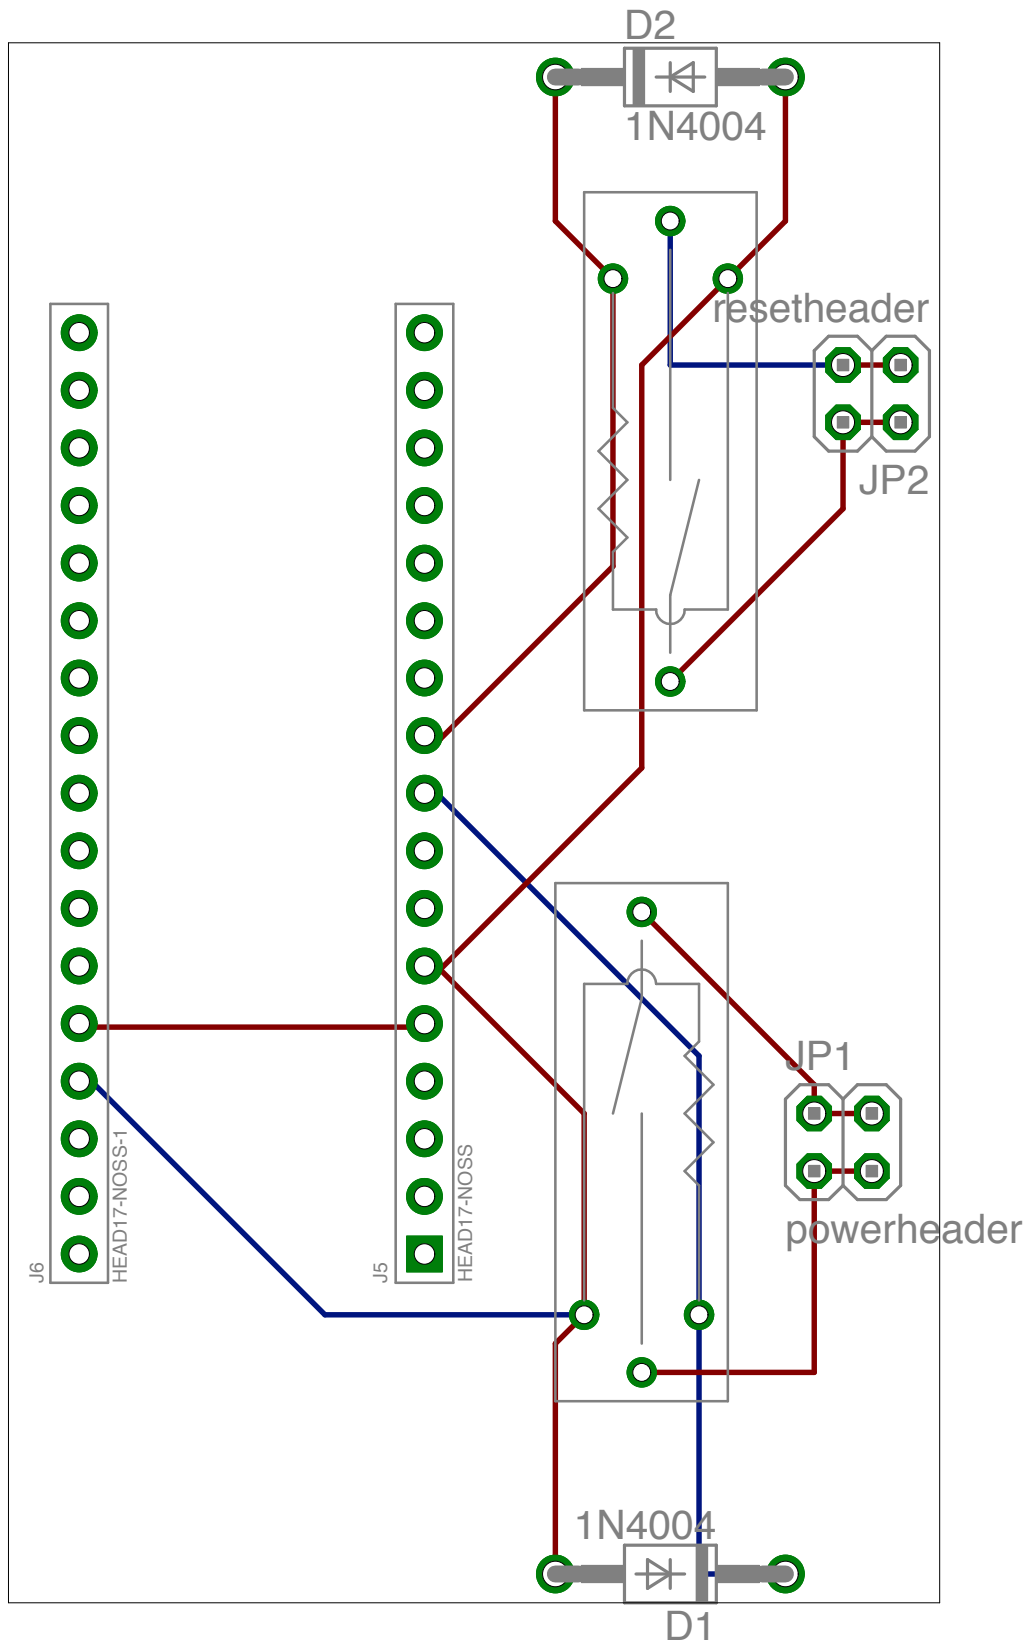 D2
1N4004
resetheader
JP2
JP1
powerheader
J6
HEAD17-NOSS-1
J5
HEAD17-NOSS
1N4004
D1